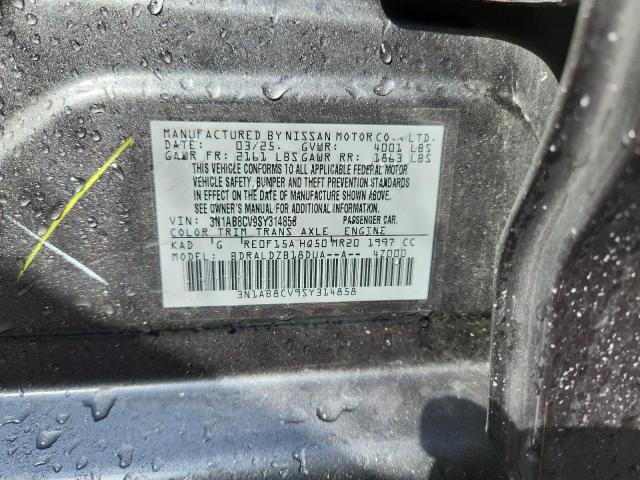 MANUFACTURED BY NISSAN MOTOR CO., LTD.
DATE: 03/25 GVWR: 4001 LBS
GAWR FR: 2161 LBS GAWR RR: 1863 LBS
THIS VEHICLE CONFORMS TO ALL APPLICABLE FEDERAL MOTOR
VEHICLE SAFETY, BUMPER AND THEFT PREVENTION STANDARDS
IN EFFECT ON THE DATE OF MANUFACTURE SHOWN ABOVE.
SEE OWNER'S MANUAL FOR ADDITIONAL INFORMATION.
VIN: 3N1AB8CV9SY314858 PASSENGER CAR.
COLOR TRIM TRANS AXLE ENGINE
KAD G RE0F15A HQ50 MR20 1997 CC
MODEL: BDRALDZB18DUA--A-- 4Z000
3N1AB8CV9SY314858